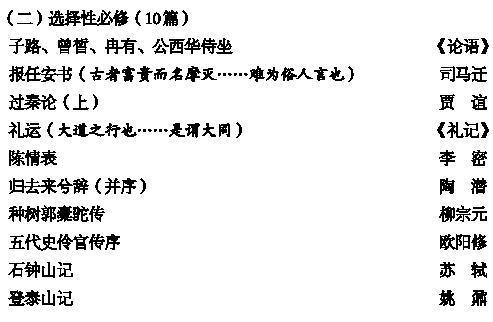 （二）选择性必修（10篇）
子路、曾皙、冉有、公西华侍坐 《论语》
报任安书（古者富贵而名摩灭……难为俗人言也） 司马迁
过秦论（上） 贾 谊
礼运（大道之行也……是谓大同） 《礼记》
陈情表 李 密
归去来兮辞（并序） 陶 潜
种树郭橐驼传 柳宗元
五代史伶官传序 欧阳修
石钟山记 苏 轼
登泰山记 姚 鼐